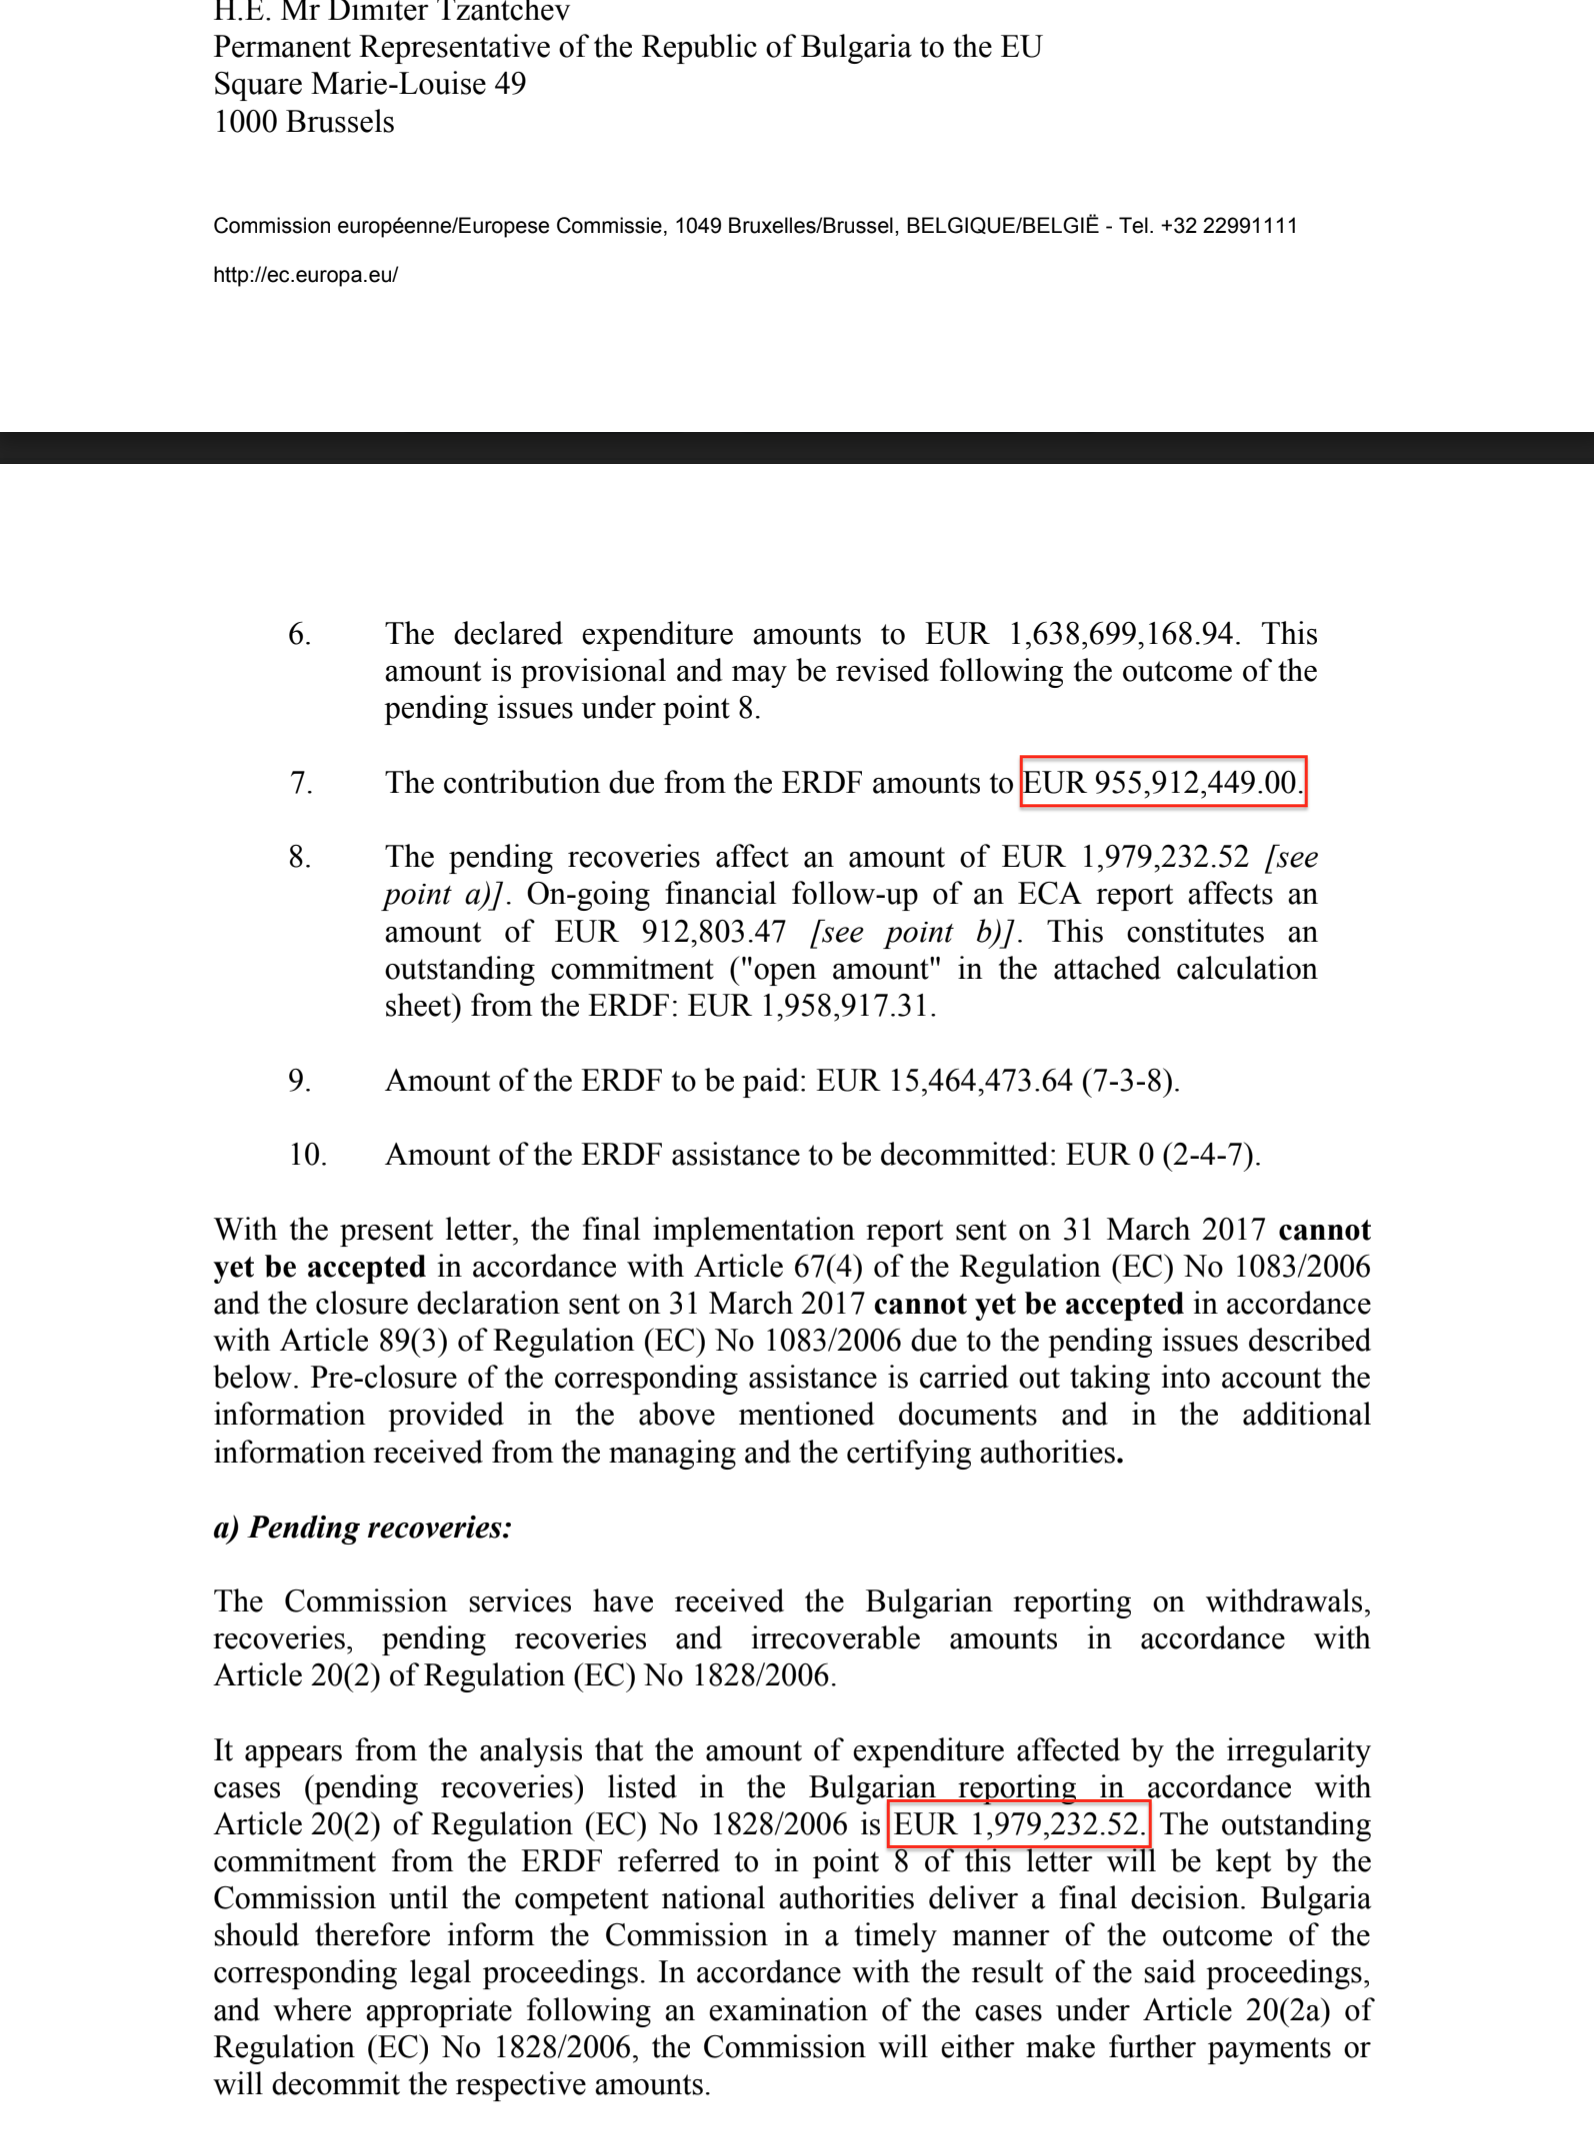 H.E. Mr Dimiter Tzantchev
Permanent Representative of the Republic of Bulgaria to the EU
Square Marie-Louise 49
1000 Brussels
Commission européenne/Europese Commissie, 1049 Bruxelles/Brussel, BELGIQUE/BELGIË - Tel. +32 22991111
http://ec.europa.eu/
6. The declared expenditure amounts to EUR 1,638,699,168.94. This
amount is provisional and may be revised following the outcome of the
pending issues under point 8.
7. The contribution due from the ERDF amounts to EUR 955,912,449.00.
8. The pending recoveries affect an amount of EUR 1,979,232.52 [see
point a)]. On-going financial follow-up of an ECA report affects an
amount of EUR 912,803.47 [see point b)]. This constitutes an
outstanding commitment ("open amount" in the attached calculation
sheet) from the ERDF: EUR 1,958,917.31.
9. Amount of the ERDF to be paid: EUR 15,464,473.64 (7-3-8).
10. Amount of the ERDF assistance to be decommitted: EUR 0 (2-4-7).
With the present letter, the final implementation report sent on 31 March 2017 cannot
yet be accepted in accordance with Article 67(4) of the Regulation (EC) No 1083/2006
and the closure declaration sent on 31 March 2017 cannot yet be accepted in accordance
with Article 89(3) of Regulation (EC) No 1083/2006 due to the pending issues described
below. Pre-closure of the corresponding assistance is carried out taking into account the
information provided in the above mentioned documents and in the additional
information received from the managing and the certifying authorities.
a) Pending recoveries:
The Commission services have received the Bulgarian reporting on withdrawals,
recoveries, pending recoveries and irrecoverable amounts in accordance with
Article 20(2) of Regulation (EC) No 1828/2006.
It appears from the analysis that the amount of expenditure affected by the irregularity
cases (pending recoveries) listed in the Bulgarian reporting in accordance with
Article 20(2) of Regulation (EC) No 1828/2006 is EUR 1,979,232.52. The outstanding
commitment from the ERDF referred to in point 8 of this letter will be kept by the
Commission until the competent national authorities deliver a final decision. Bulgaria
should therefore inform the Commission in a timely manner of the outcome of the
corresponding legal proceedings. In accordance with the result of the said proceedings,
and where appropriate following an examination of the cases under Article 20(2a) of
Regulation (EC) No 1828/2006, the Commission will either make further payments or
will decommit the respective amounts.